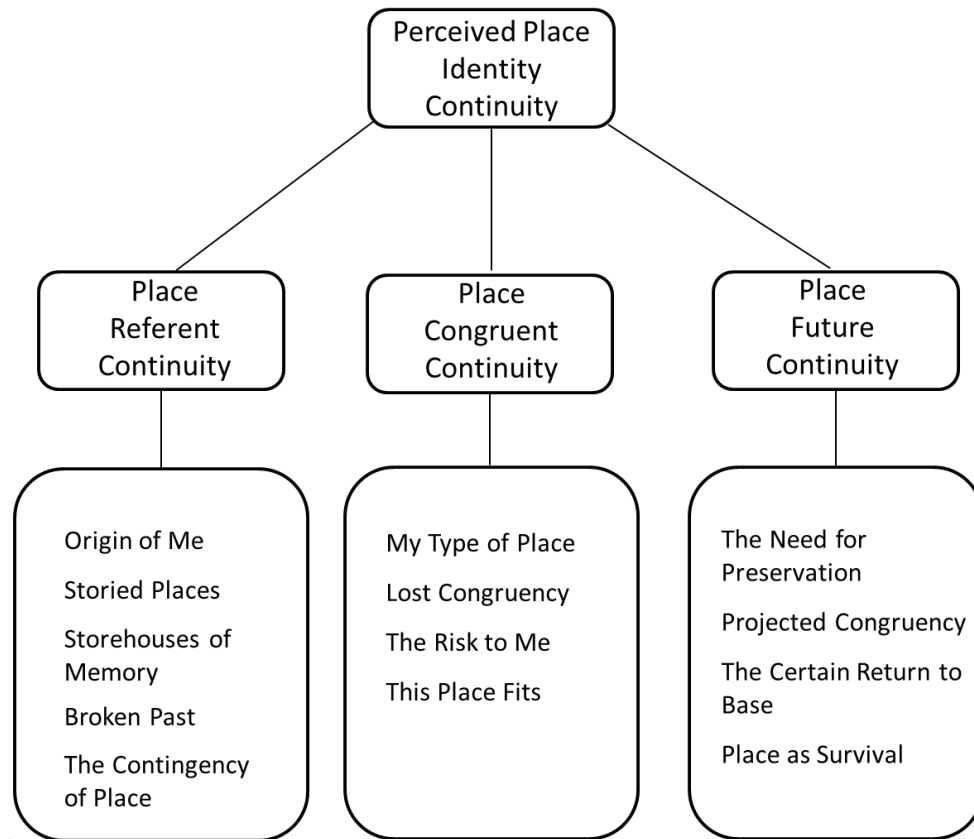 Perceived Place
Identity
Continuity
Place
Referent
Continuity
Place
Congruent
Continuity
Place
Future
Continuity
Origin of Me
Storied Places
Storehouses of
Memory
Broken Past
The Contingency
of Place
My Type of Place
Lost Congruency
The Risk to Me
This Place Fits
The Need for
Preservation
Projected Congruency
The Certain Return to
Base
Place as Survival